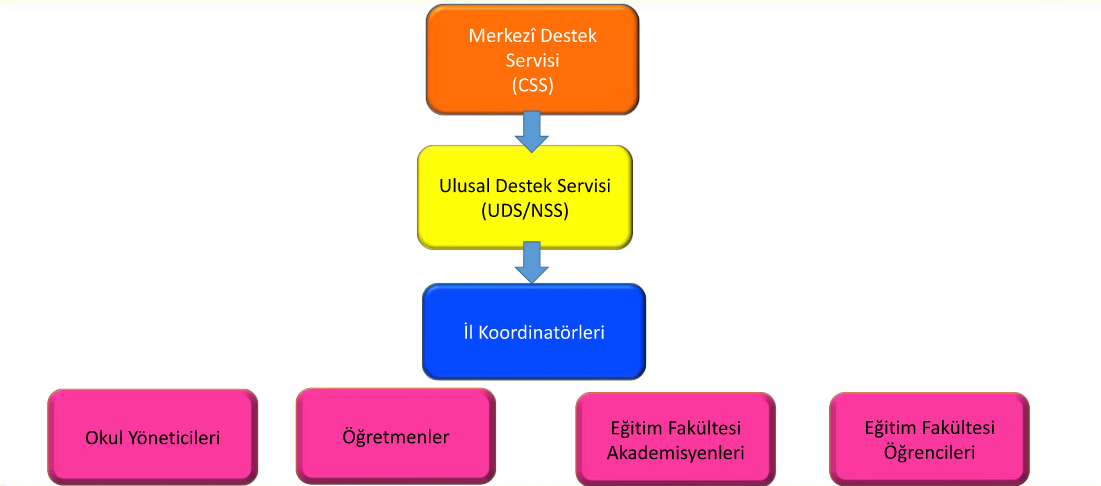 Merkezî Destek
Servisi
(CSS)
Ulusal Destek Servisi
(UDS/NSS)
İl Koordinatörleri
Okul Yöneticileri
Öğretmenler
Eğitim Fakültesi
Akademisyenleri
Eğitim Fakültesi
Öğrencileri